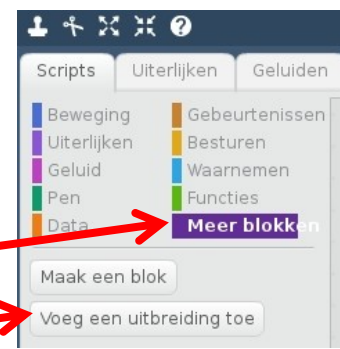 Scripts Uiterlijken Geluiden
Beweging Gebeurtenissen
Uiterlijken Besturen
Geluid Waarnemen
Pen Functies
Data Meer blokken
Maak een blok
Voeg een uitbreiding toe